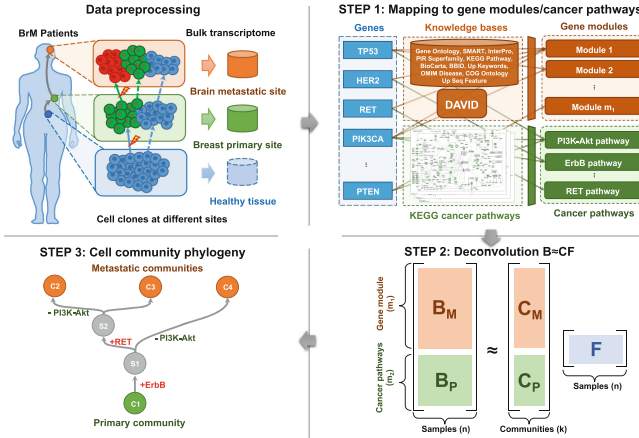 Data preprocessing
BrM Patients
Bulk transcriptome
Brain metastatic site
Breast primary site
Healthy tissue
Cell clones at different sites
STEP 1: Mapping to gene modules/cancer pathways
Genes
Knowledge bases
Gene modules
TP53
HER2
RET
PIK3CA
⋮
PTEN
Gene Ontology, SMART, InterPro,
PIR Superfamily, KEGG Pathway,
BioCarta, BBID, Up Keywords,
OMIM Disease, COG Ontology
Up Seq Feature
DAVID
KEGG cancer pathways
Module 1
Module 2
⋮
Module m₁
PI3K-Akt pathway
ErbB pathway
⋮
RET pathway
Cancer pathways
STEP 3: Cell community phylogeny
Metastatic communities
C2
C3
C4
- PI3K-Akt
S2
- PI3K-Akt
+RET
S1
+ErbB
C1
Primary community
STEP 2: Deconvolution B≈CF
Gene module
(m₁)
Cancer pathways
(m₂)
B_M
B_P
≈
C_M
C_P
F
Samples (n)
Samples (n)
Communities (k)